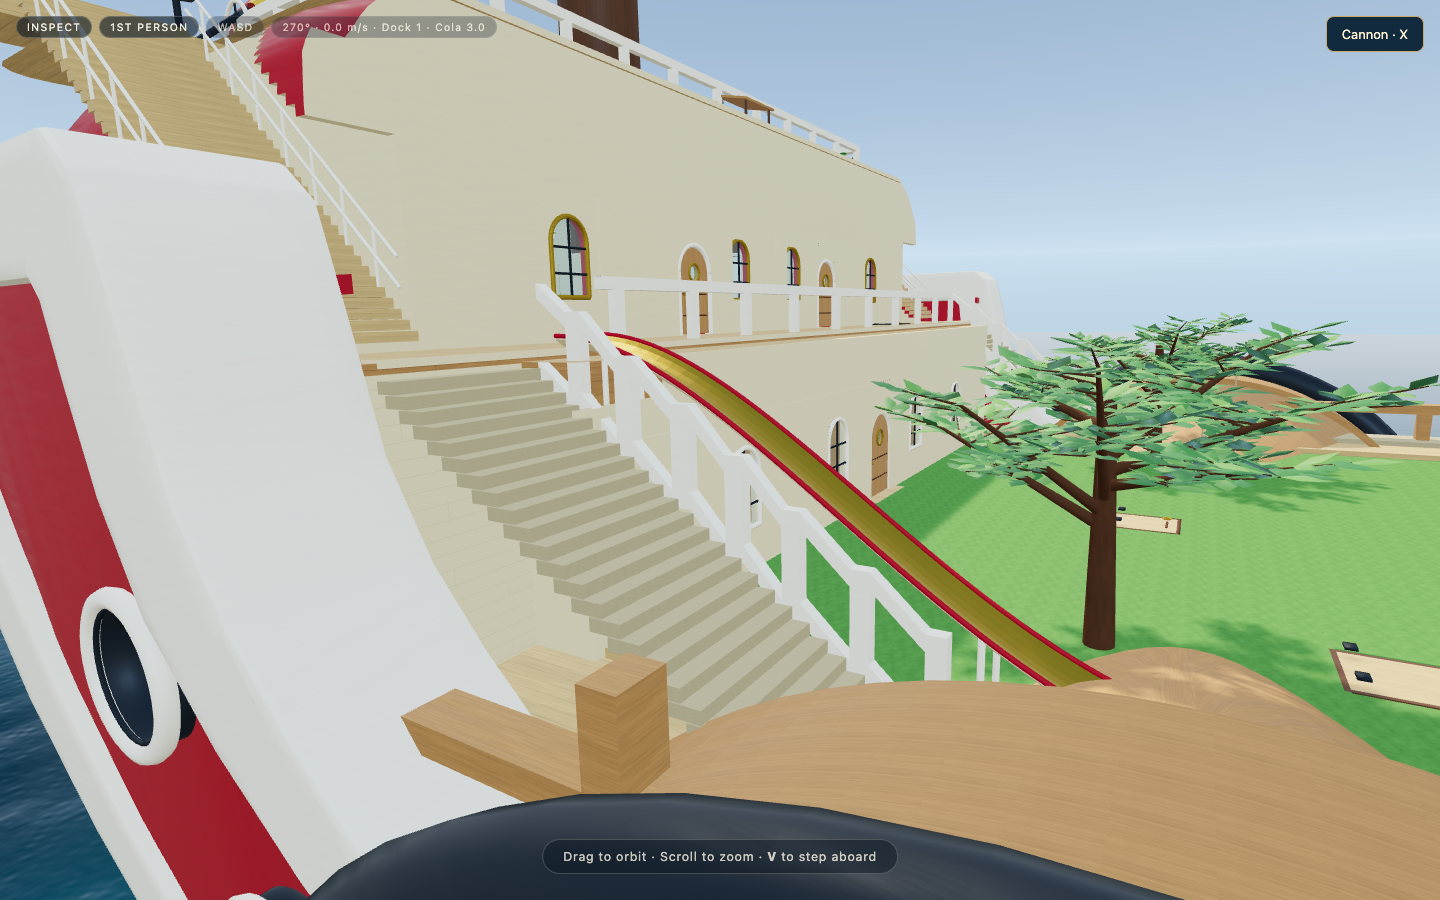 INSPECT 1ST PERSON WASD 270° · 0.0 m/s · Dock 1 · Cola 3.0
Cannon · X
Drag to orbit · Scroll to zoom · V to step aboard